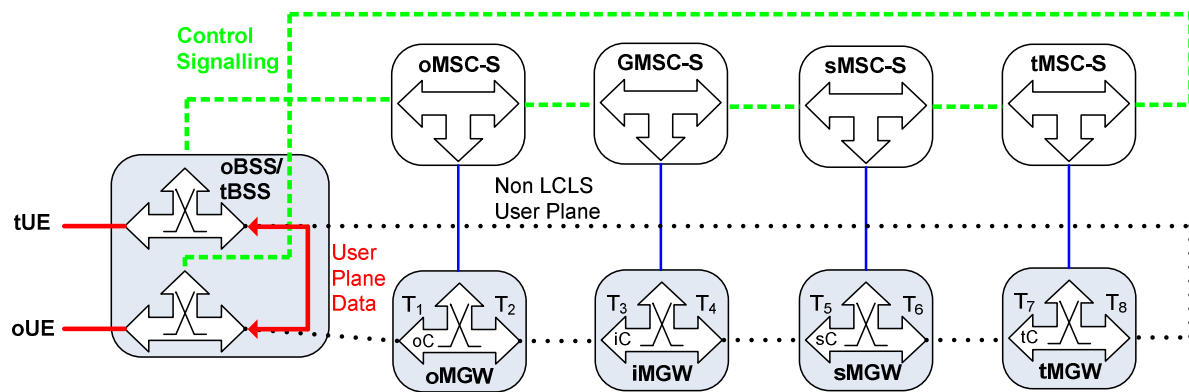 Control
Signalling
oMSC-S
GMSC-S
sMSC-S
tMSC-S
oBSS/
tBSS
Non LCLS
User Plane
tUE
User
Plane
Data
oUE
T1 T2
oC
oMGW
T3 T4
iC
iMGW
T5 T6
sC
sMGW
T7 T8
tC
tMGW